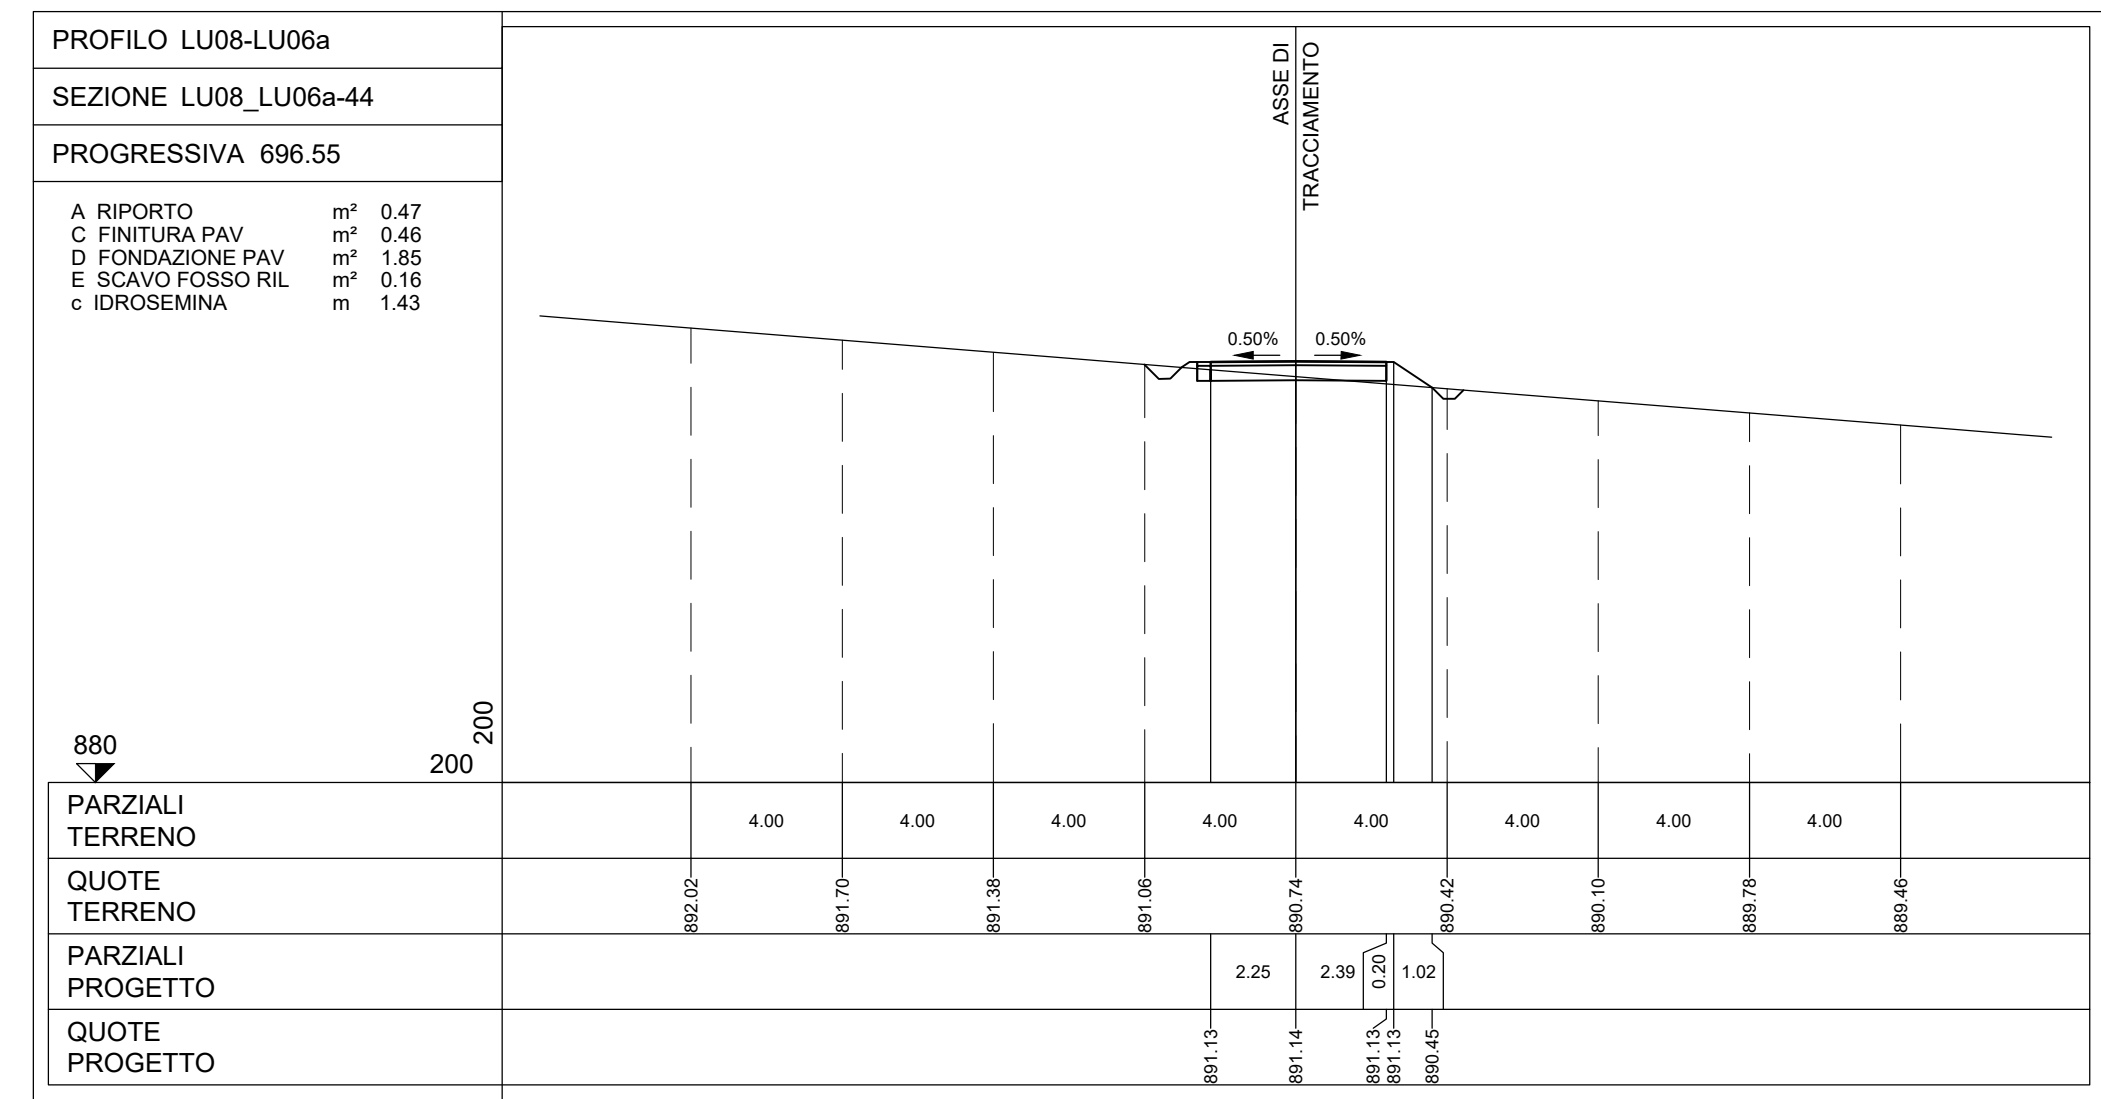 PROFILO LU08-LU06a
SEZIONE LU08_LU06a-44
PROGRESSIVA 696.55
A RIPORTO m² 0.47
C FINITURA PAV m² 0.46
D FONDAZIONE PAV m² 1.85
E SCAVO FOSSO RIL m² 0.16
c IDROSEMINA m 1.43
ASSE DI
TRACCIAMENTO
0.50% 0.50%
880
200
200
PARZIALI
TERRENO
4.00 4.00 4.00 4.00 4.00 4.00 4.00 4.00
QUOTE
TERRENO
892.02 891.70 891.38 891.06 890.74 890.42 890.10 889.78 889.46
PARZIALI
PROGETTO
2.25 2.39 0.20 1.02
QUOTE
PROGETTO
891.13 891.14 891.13 891.13 890.45